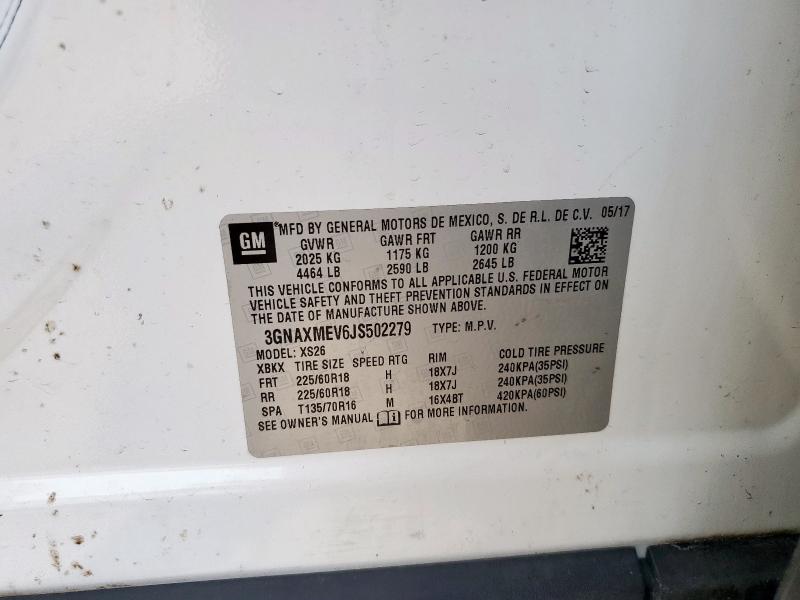 GM
MFD BY GENERAL MOTORS DE MEXICO, S. DE R.L. DE C.V. 05/17
GVWR GAWR FRT GAWR RR
2025 KG 1175 KG 1200 KG
4464 LB 2590 LB 2645 LB
THIS VEHICLE CONFORMS TO ALL APPLICABLE U.S. FEDERAL MOTOR
VEHICLE SAFETY AND THEFT PREVENTION STANDARDS IN EFFECT ON
THE DATE OF MANUFACTURE SHOWN ABOVE.
3GNAXMEV6JS502279 TYPE: M.P.V.
MODEL: XS26
XBKX TIRE SIZE SPEED RTG RIM COLD TIRE PRESSURE
FRT 225/60R18 H 18X7J 240KPA(35PSI)
RR 225/60R18 H 18X7J 240KPA(35PSI)
SPA T135/70R16 M 16X4BT 420KPA(60PSI)
SEE OWNER'S MANUAL FOR MORE INFORMATION.